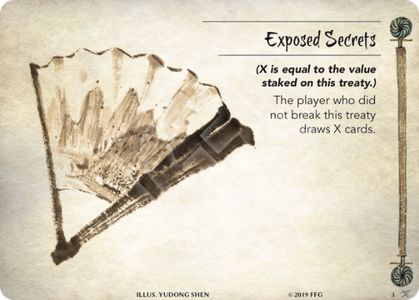 Exposed Secrets
(X is equal to the value
staked on this treaty.)
The player who did
not break this treaty
draws X cards.
ILLUS. YUDONG SHEN
© 2019 FFG
3